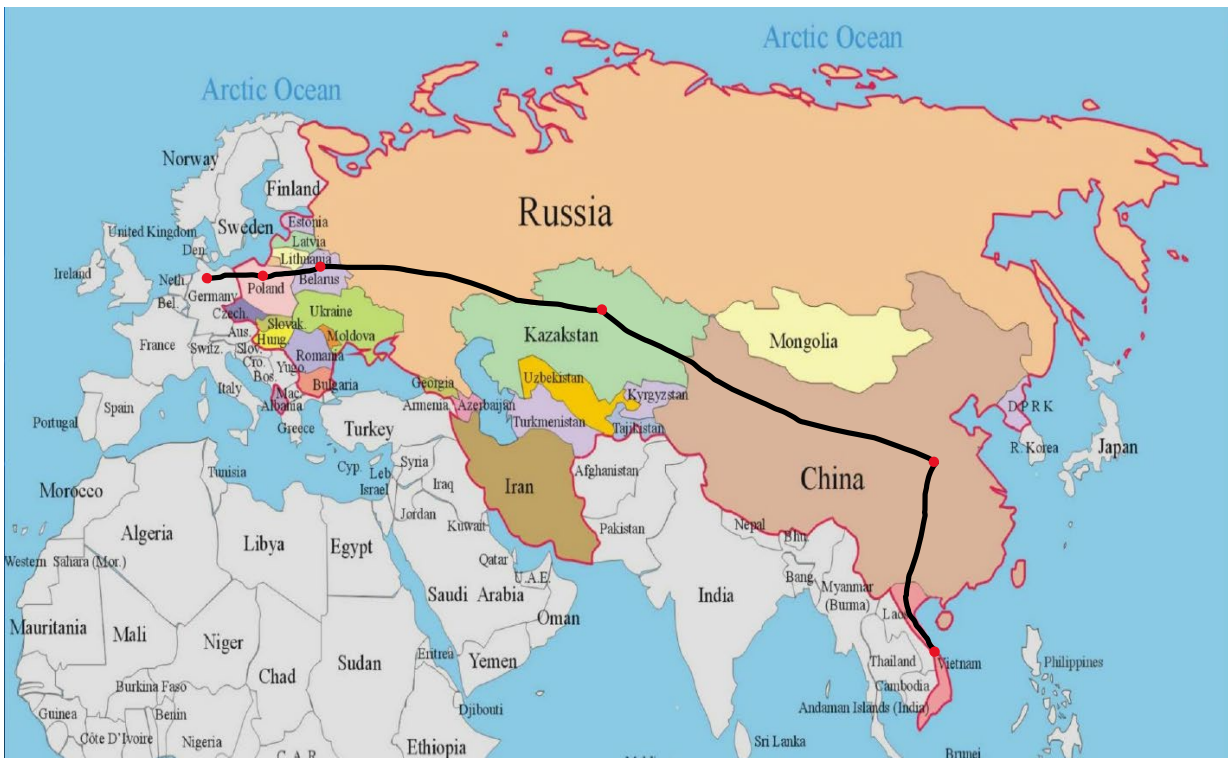 Arctic Ocean
Arctic Ocean
Norway
Finland
Russia
Sweden
Estonia
United Kingdom
Latvia
Den.
Lithuania
Ireland
Neth.
Belarus
Poland
Germany
Bel.
Czech.
Ukraine
Slovak.
Kazakstan
Mongolia
Aus.
Hung.
Moldova
France
Switz.
Slov.
Romania
Cro.
Yugo.
Bos.
Uzbekistan
Italy
Mac.
Bulgaria
Georgia
Kyrgyzstan
Albania
Armenia
Azerbaijan
D P R K
Spain
Portugal
Greece
Turkey
Turkmenistan
Tajikistan
R. Korea
Japan
Tunisia
Cyp.
Leb
Syria
Afghanistan
China
Morocco
Israel
Iraq
Iran
Jordan
Kuwait
Pakistan
Nepal
Bhu.
Algeria
Libya
Egypt
Western Sahara (Mor.)
Qatar
U.A.E.
Bang.
Myanmar
(Burma)
Saudi Arabia
India
Oman
Laos
Mauritania
Mali
Niger
Sudan
Eritrea
Yemen
Thailand
Vietnam
Philippines
Chad
Burkina Faso
Cambodia
Guinea
Benin
Djibouti
Andaman Islands (India)
Côte D'Ivoire
Nigeria
Ethiopia
Sri Lanka
C. A. R.
Brunei